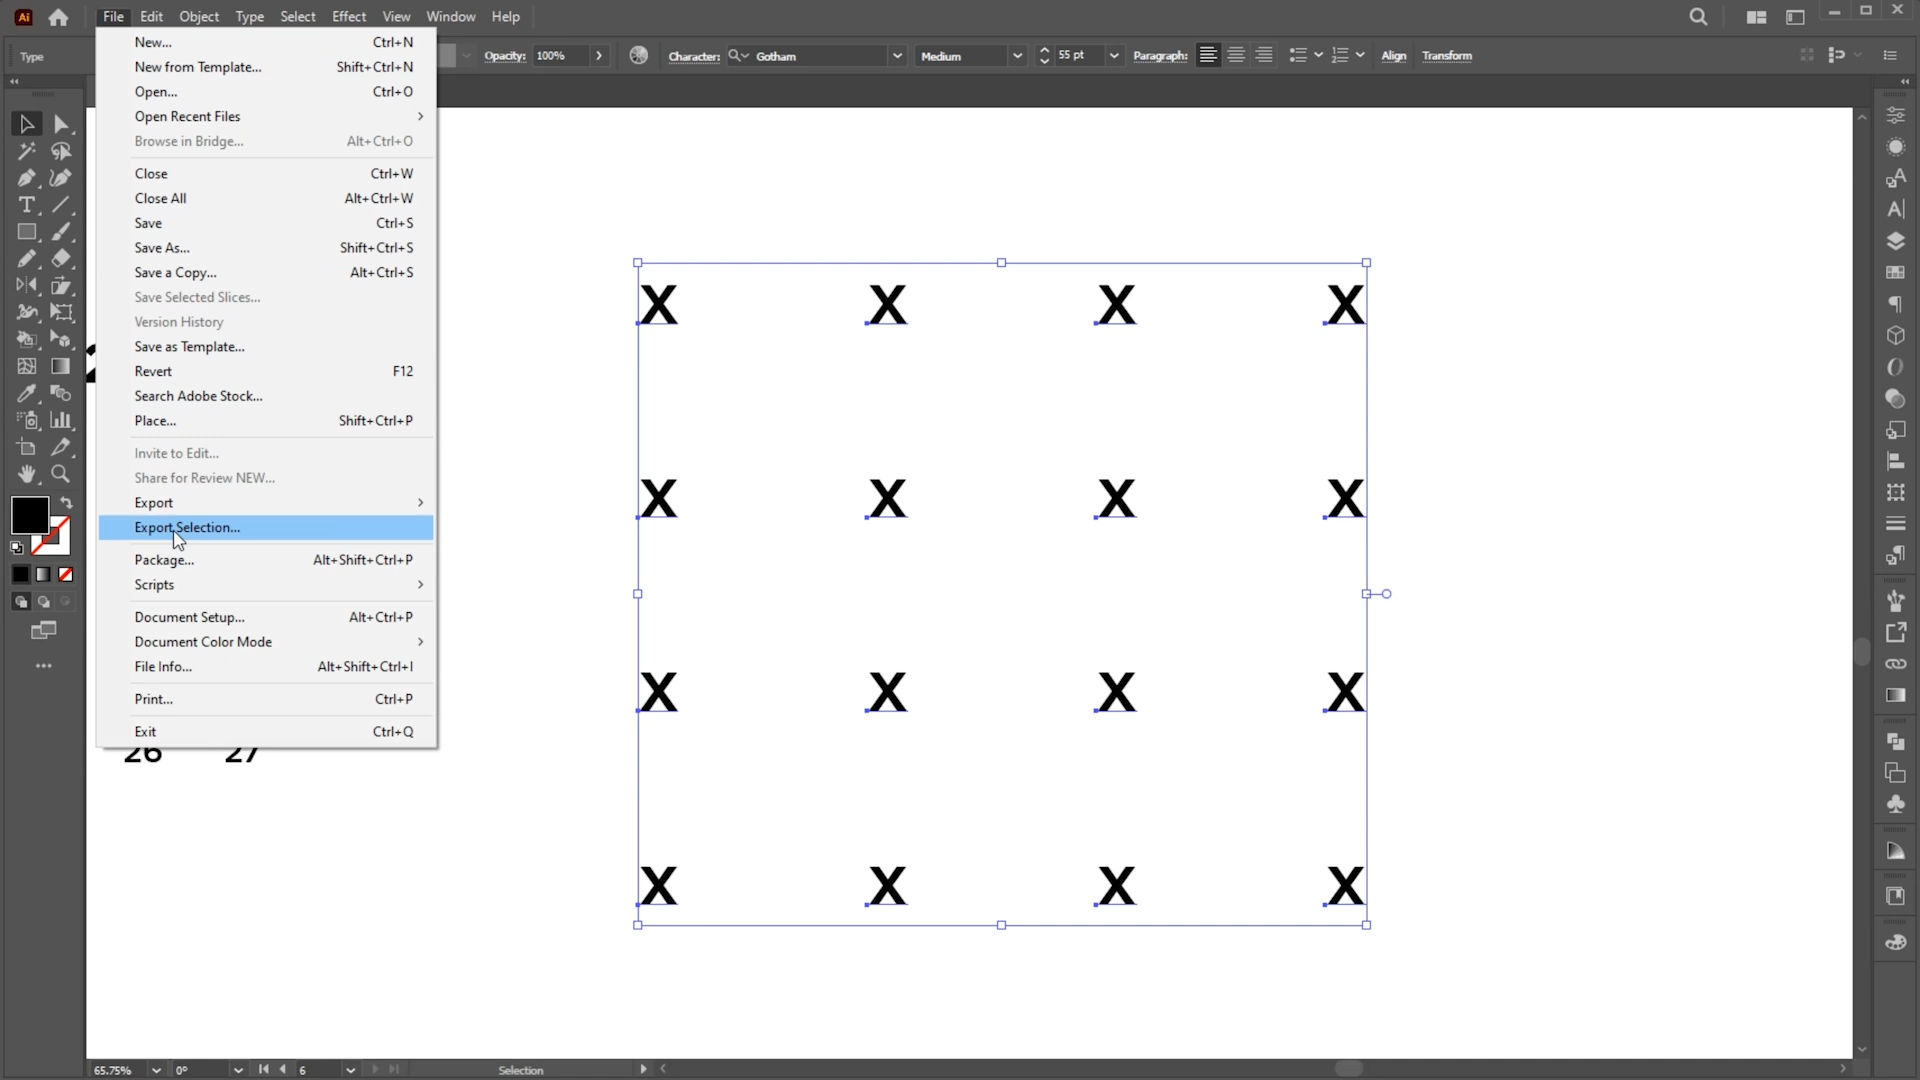 Ai File Edit Object Type Select Effect View Window Help
Type Opacity: 100% Character: Gotham Medium 55 pt Paragraph: Align Transform
New... Ctrl+N
New from Template... Shift+Ctrl+N
Open... Ctrl+O
Open Recent Files
Browse in Bridge... Alt+Ctrl+O
Close Ctrl+W
Close All Alt+Ctrl+W
Save Ctrl+S
Save As... Shift+Ctrl+S
Save a Copy... Alt+Ctrl+S
Save Selected Slices...
Version History
Save as Template...
Revert F12
Search Adobe Stock...
Place... Shift+Ctrl+P
Invite to Edit...
Share for Review NEW...
Export
Export Selection...
Package... Alt+Shift+Ctrl+P
Scripts
Document Setup... Alt+Ctrl+P
Document Color Mode
File Info... Alt+Shift+Ctrl+I
Print... Ctrl+P
Exit Ctrl+Q
X X X X
X X X X
X X X X
X X X X
26 27
65.75% 0° 6 Selection